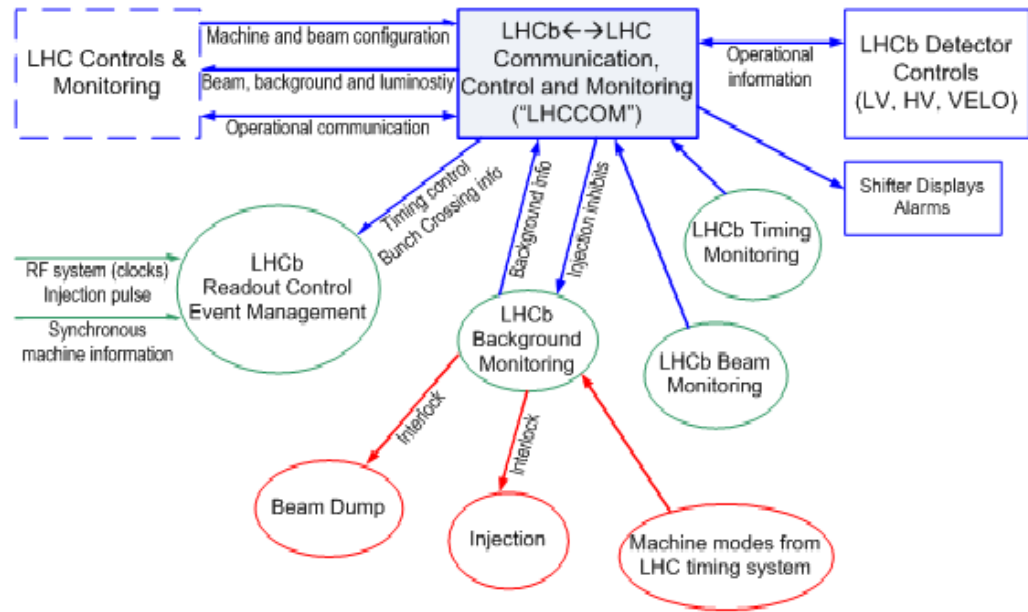 LHC Controls &
Monitoring
Machine and beam configuration
Beam, background and luminostiy
Operational communication
LHCb←→LHC
Communication,
Control and Monitoring
("LHCCOM")
Operational
information
LHCb Detector
Controls
(LV, HV, VELO)
Shifter Displays
Alarms
Timing control
Bunch Crossing info
Background Info
Injection inhibits
LHCb Timing
Monitoring
RF system (clocks)
Injection pulse
Synchronous
machine information
LHCb
Readout Control
Event Management
LHCb
Background
Monitoring
LHCb Beam
Monitoring
Interlock
Interlock
Beam Dump
Injection
Machine modes from
LHC timing system